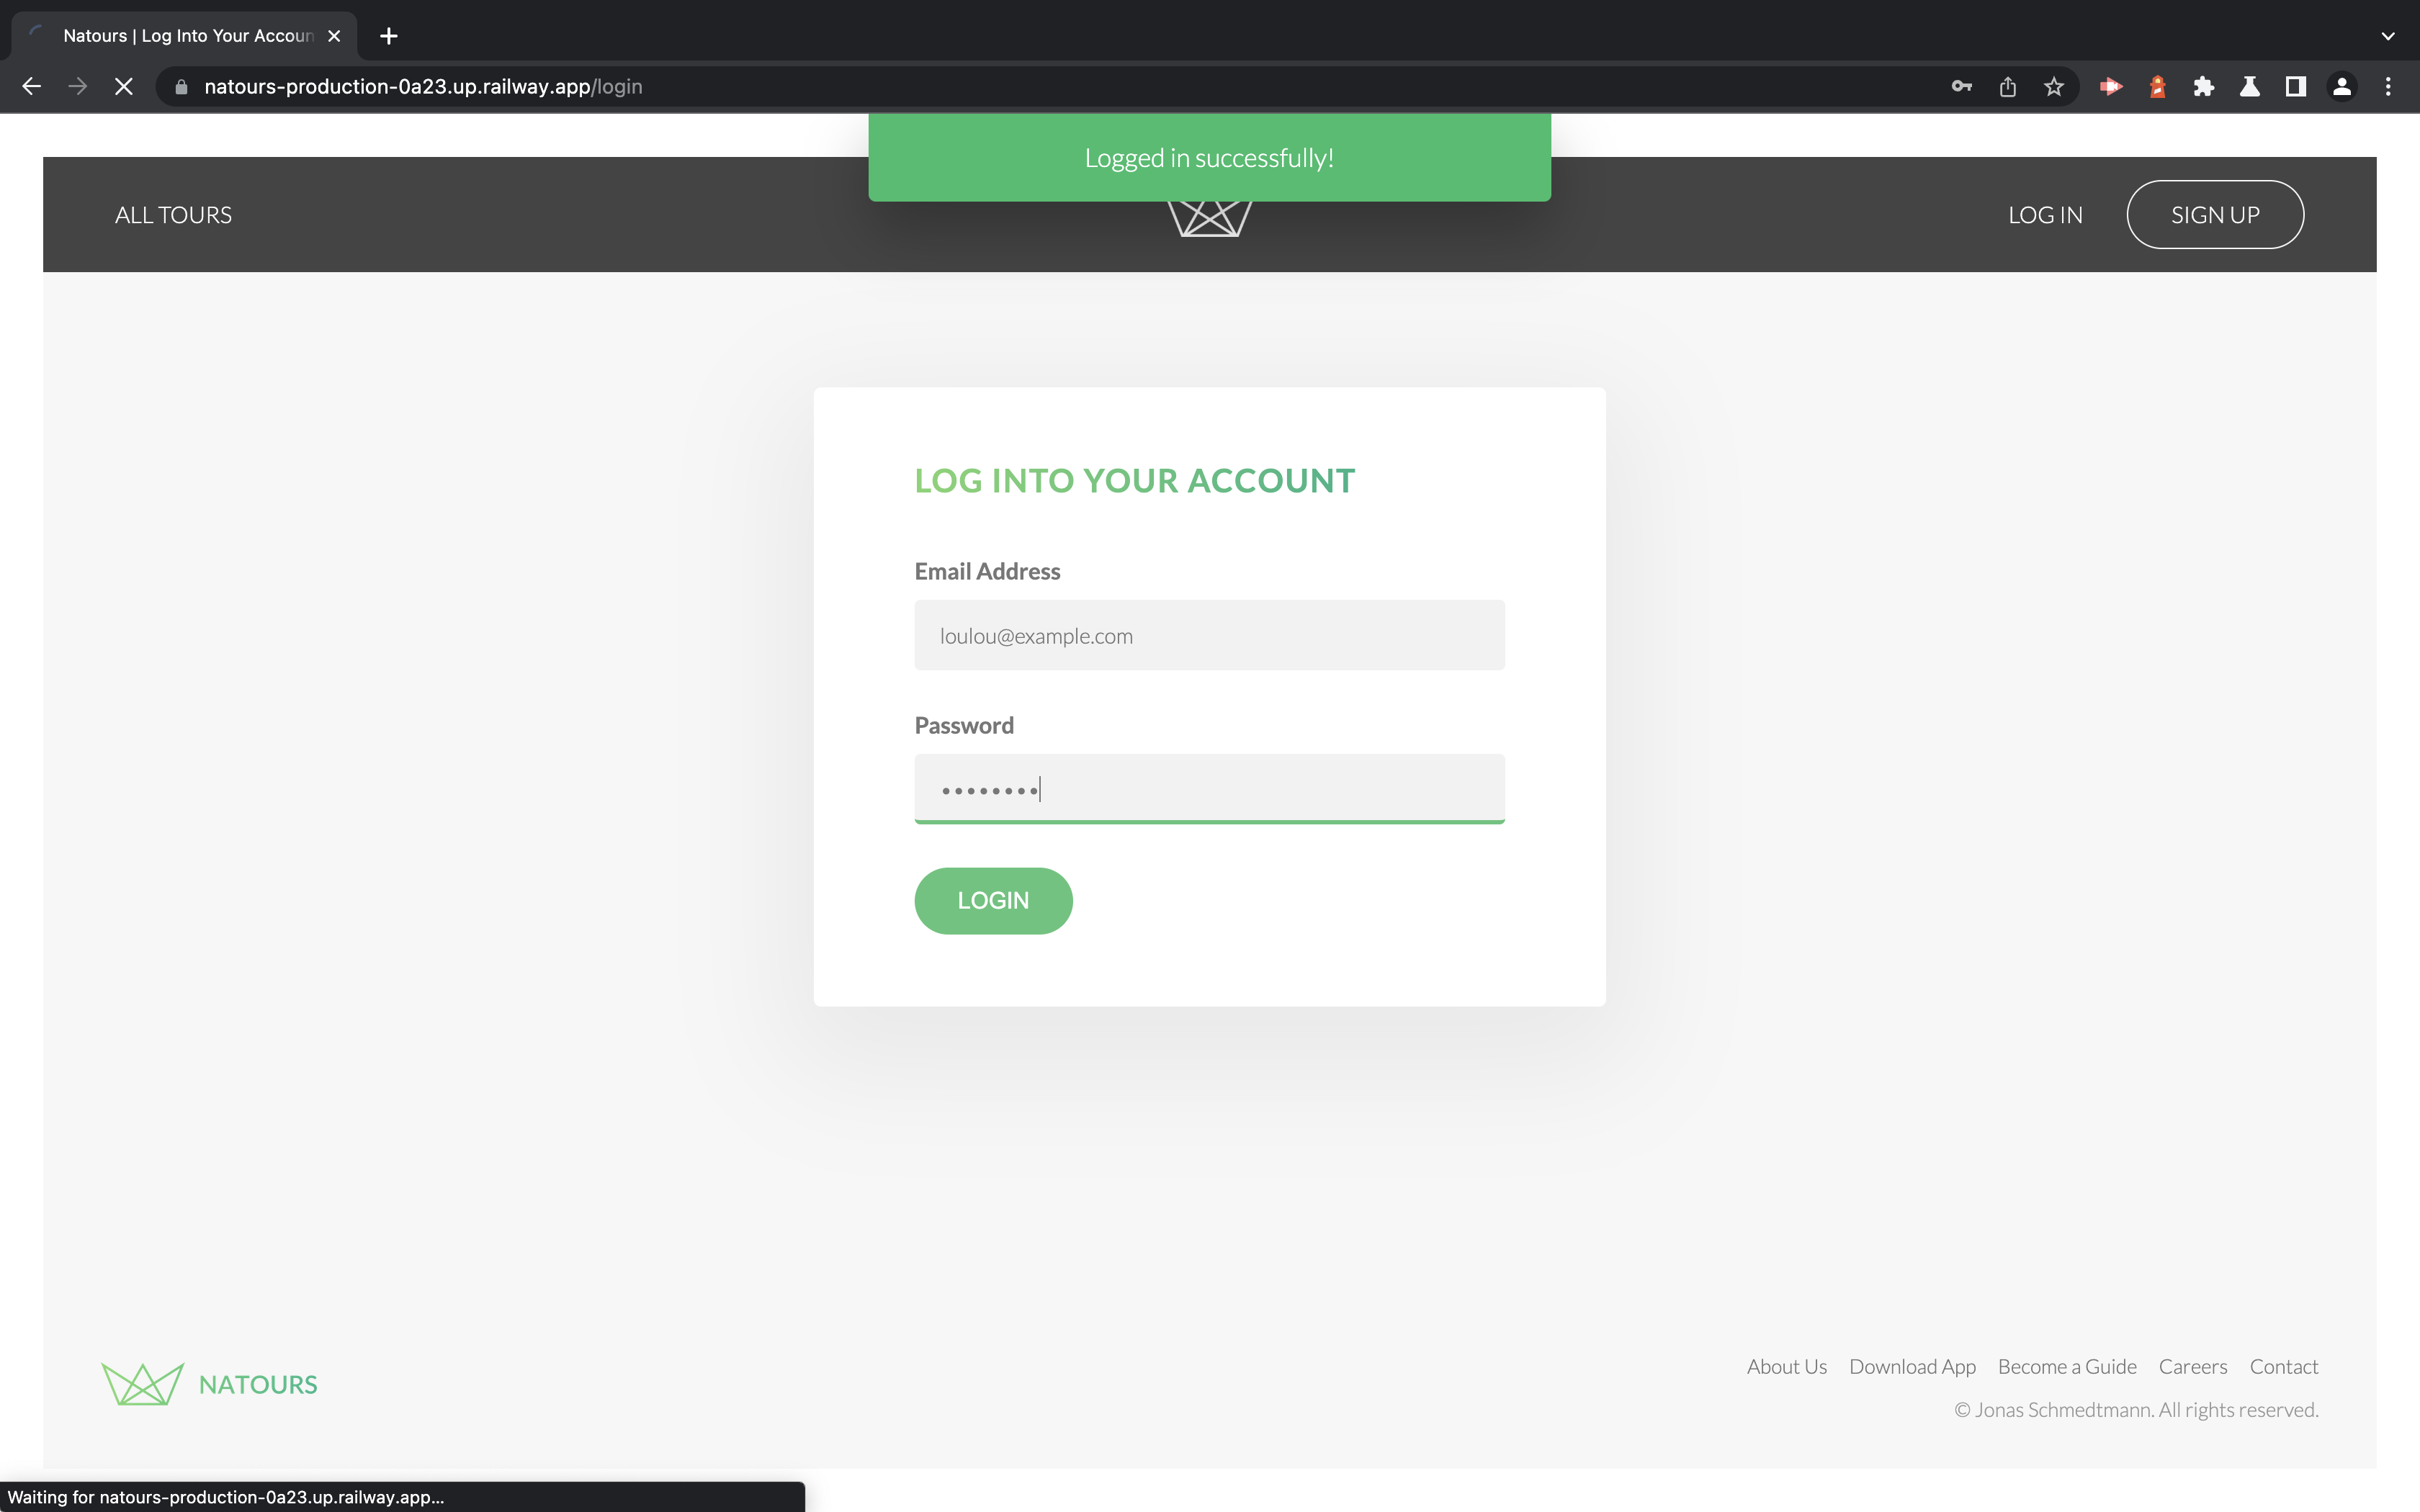 Natours | Log Into Your Accoun
natours-production-0a23.up.railway.app/login
Logged in successfully!
ALL TOURS
LOG IN
SIGN UP
LOG INTO YOUR ACCOUNT
Email Address
loulou@example.com
Password
••••••••
LOGIN
NATOURS
About Us Download App Become a Guide Careers Contact
© Jonas Schmedtmann. All rights reserved.
Waiting for natours-production-0a23.up.railway.app...